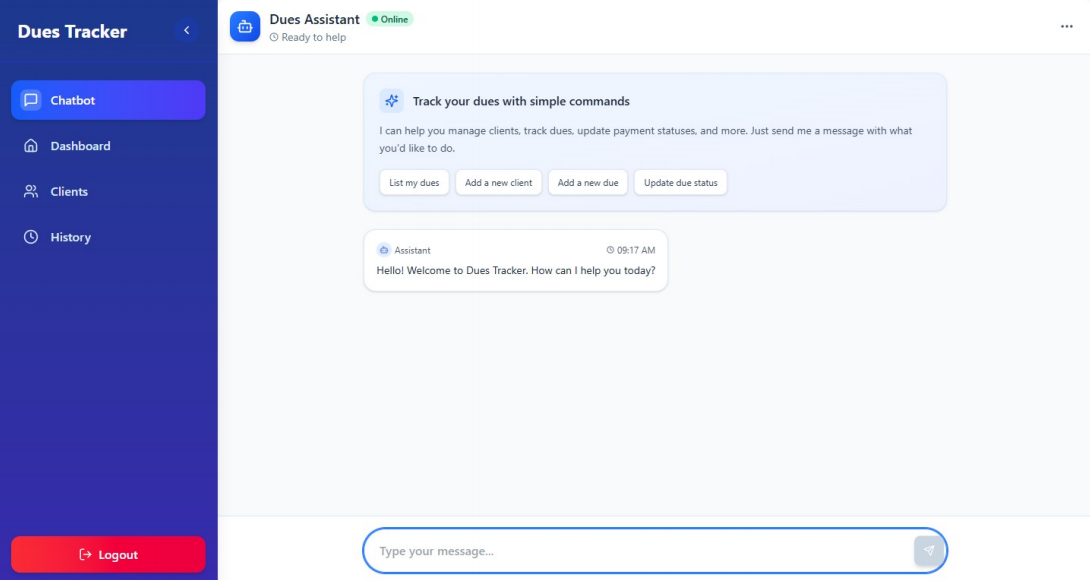 Dues Tracker
Chatbot
Dashboard
Clients
History
Logout
Dues Assistant
Online
Ready to help
Track your dues with simple commands
I can help you manage clients, track dues, update payment statuses, and more. Just send me a message with what
you'd like to do.
List my dues
Add a new client
Add a new due
Update due status
Assistant
09:17 AM
Hello! Welcome to Dues Tracker. How can I help you today?
Type your message...